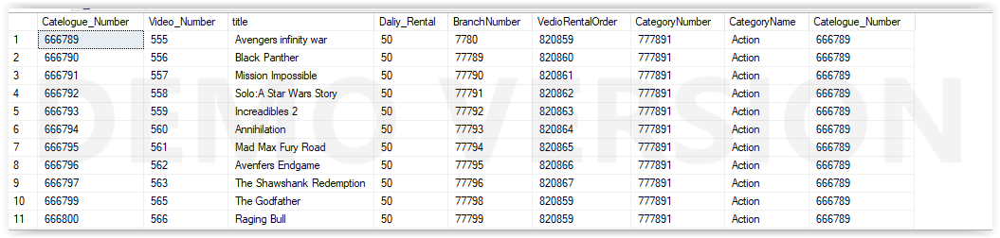 Catelogue_Number Video_Number title Daliy_Rental BranchNumber VedioRentalOrder CategoryNumber CategoryName Catelogue_Number
1 666789 555 Avengers infinity war 50 7780 820859 777891 Action 666789
2 666790 556 Black Panther 50 77789 820860 777891 Action 666789
3 666791 557 Mission Impossible 50 77790 820861 777891 Action 666789
4 666792 558 Solo:A Star Wars Story 50 77791 820862 777891 Action 666789
5 666793 559 Increadibles 2 50 77792 820863 777891 Action 666789
6 666794 560 Annihilation 50 77793 820864 777891 Action 666789
7 666795 561 Mad Max Fury Road 50 77794 820865 777891 Action 666789
8 666796 562 Avenfers Endgame 50 77795 820866 777891 Action 666789
9 666797 563 The Shawshank Redemption 50 77796 820867 777891 Action 666789
10 666799 565 The Godfather 50 77798 820859 777891 Action 666789
11 666800 566 Raging Bull 50 77799 820859 777891 Action 666789
DEMO VERSION